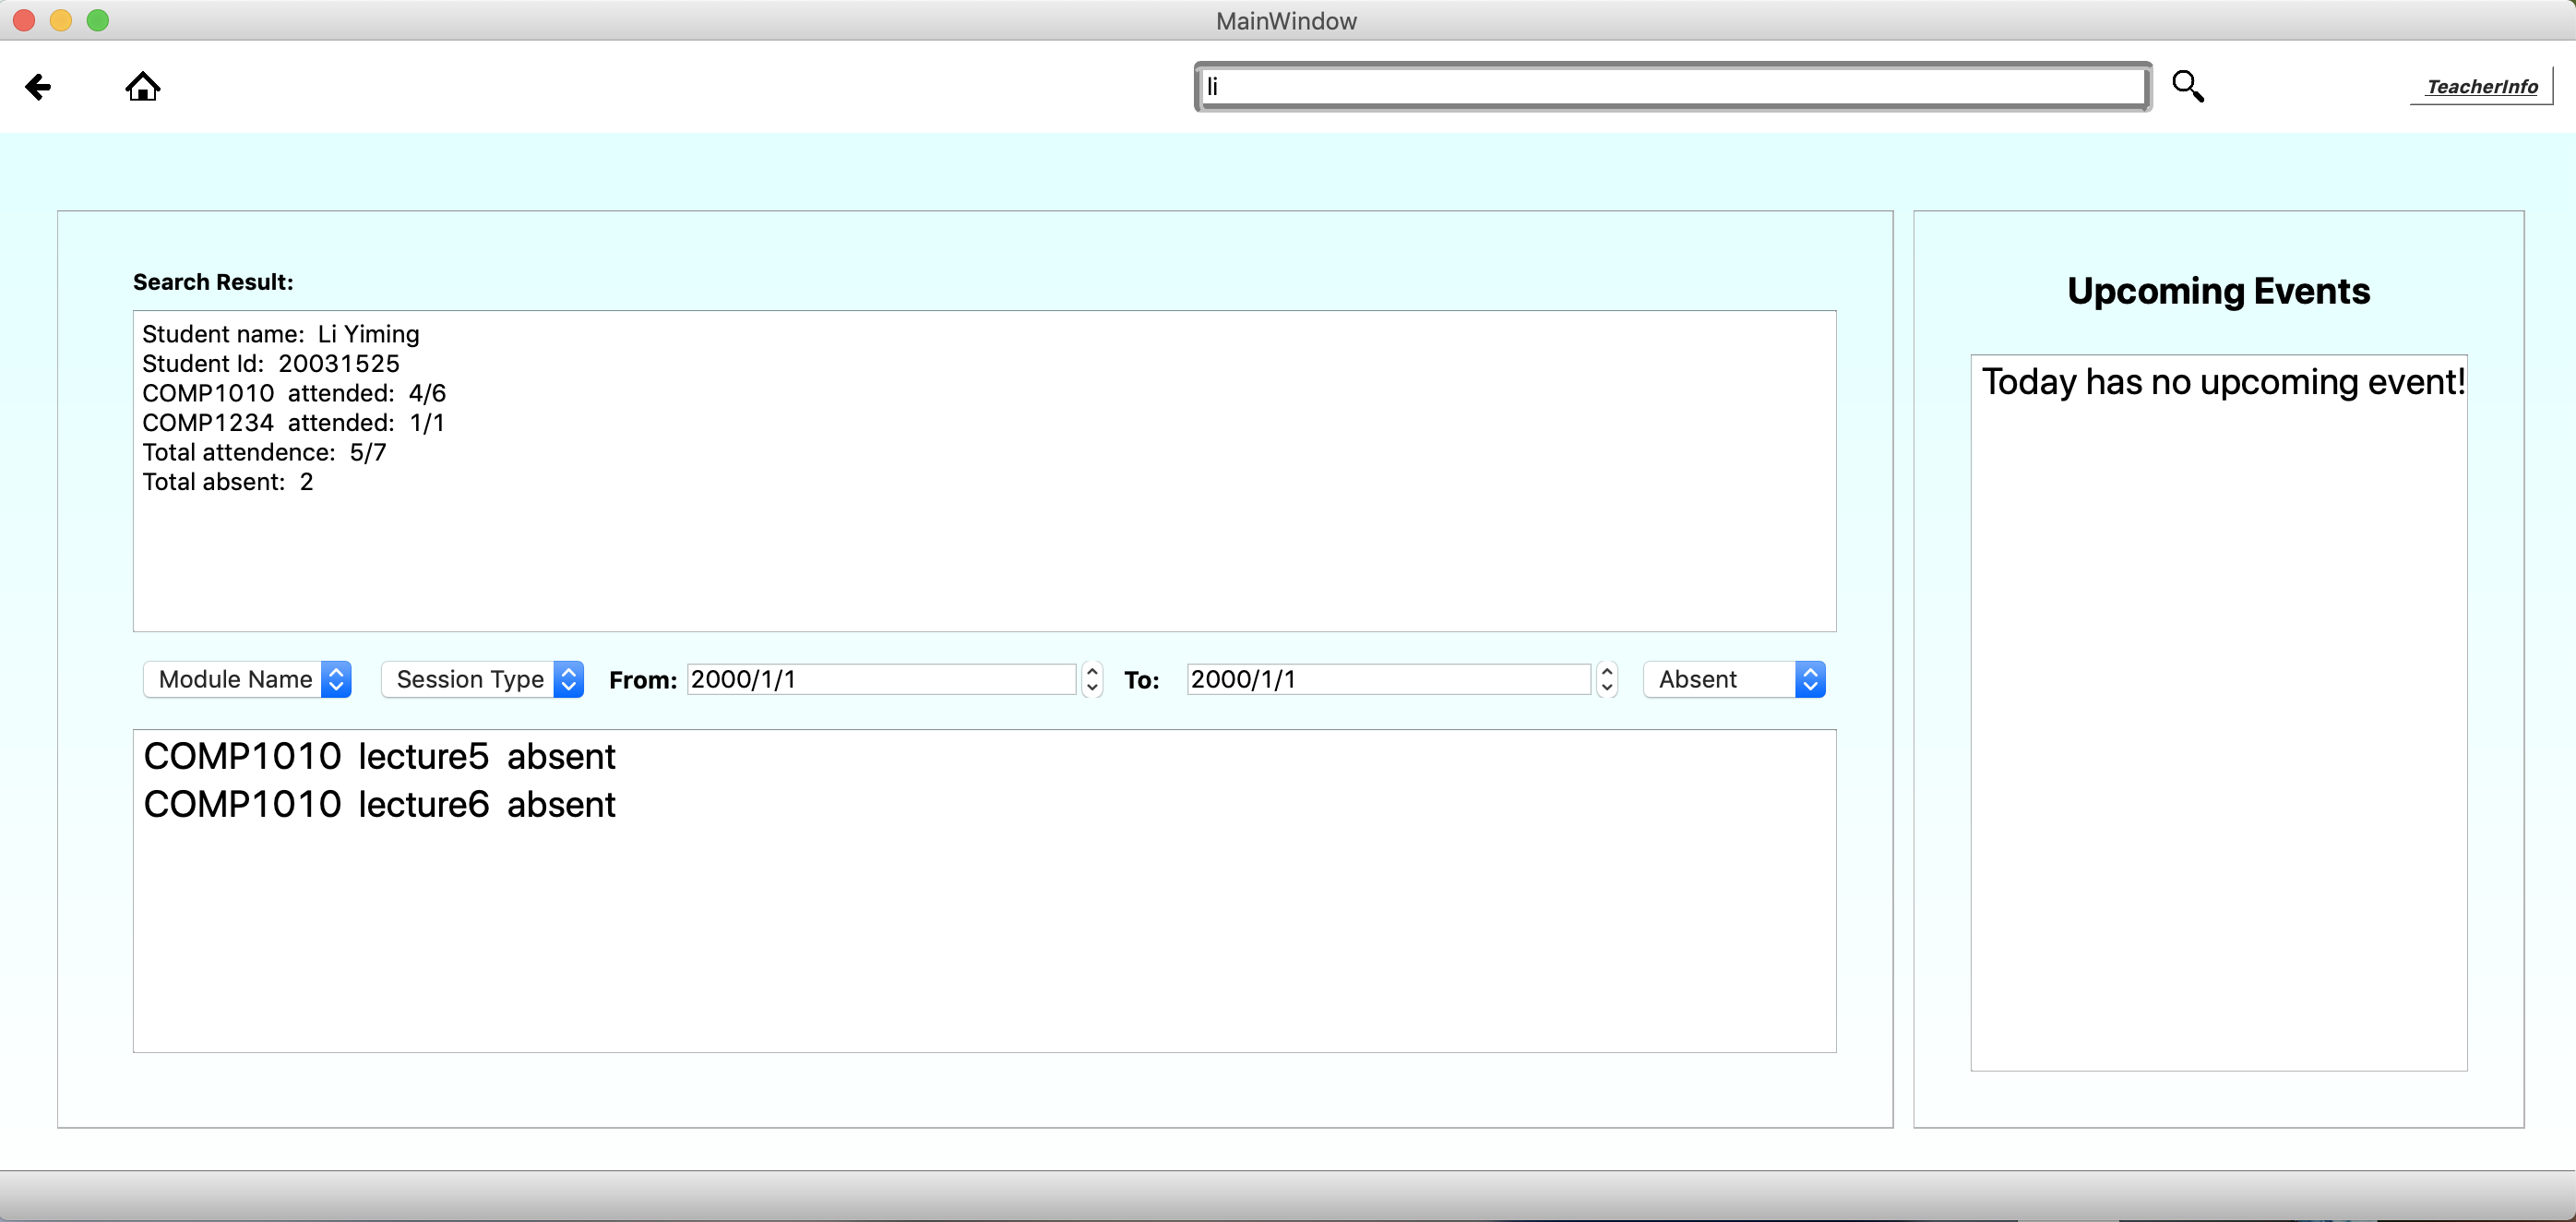 MainWindow
li
TeacherInfo
Search Result:
Student name:  Li Yiming
Student Id:  20031525
COMP1010  attended:  4/6
COMP1234  attended:  1/1
Total attendence:  5/7
Total absent:  2
Module Name Session Type From: 2000/1/1 To: 2000/1/1 Absent
COMP1010  lecture5  absent
COMP1010  lecture6  absent
Upcoming Events
Today has no upcoming event!